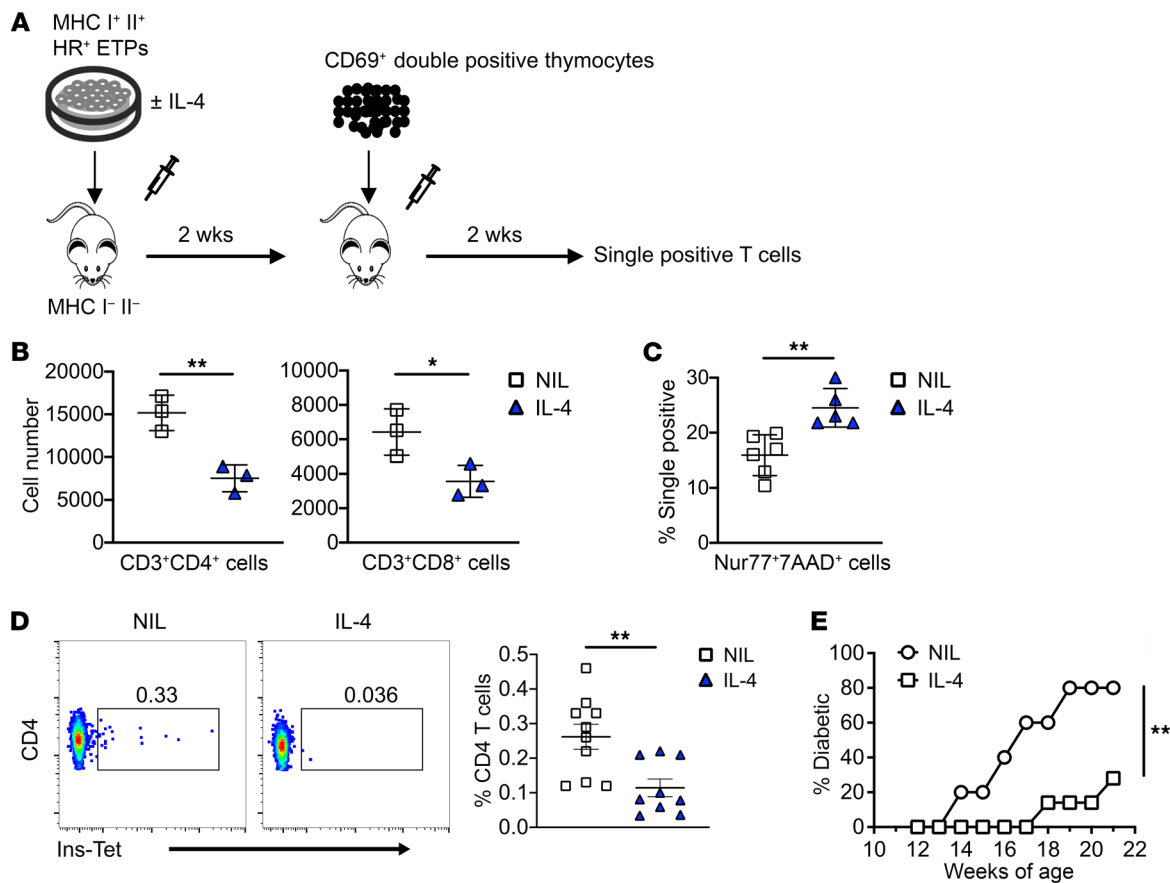 A
MHC I⁺ II⁺
HR⁺ ETPs
± IL-4
CD69⁺ double positive thymocytes
2 wks
2 wks
Single positive T cells
MHC I⁻ II⁻
B
Cell number
20000
15000
10000
5000
0
**
CD3⁺CD4⁺ cells
10000
8000
6000
4000
2000
0
*
CD3⁺CD8⁺ cells
NIL
IL-4
C
% Single positive
30
20
10
0
**
Nur77⁺7AAD⁺ cells
NIL
IL-4
D
NIL
IL-4
0.33
0.036
CD4
Ins-Tet
% CD4 T cells
0.5
0.4
0.3
0.2
0.1
0.0
**
NIL
IL-4
E
% Diabetic
100
80
60
40
20
0
NIL
IL-4
**
10 12 14 16 18 20 22
Weeks of age